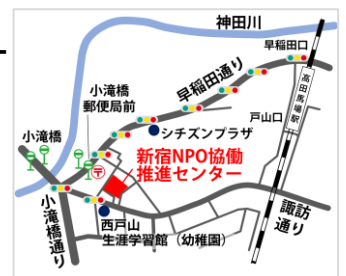 神田川
早稲田口
早稲田通り
高田馬場駅
小滝橋
郵便局前
戸山口
小滝橋
シチズンプラザ
新宿NPO協働
推進センター
小滝橋通り
西戸山
生涯学習館（幼稚園）
諏訪
通り